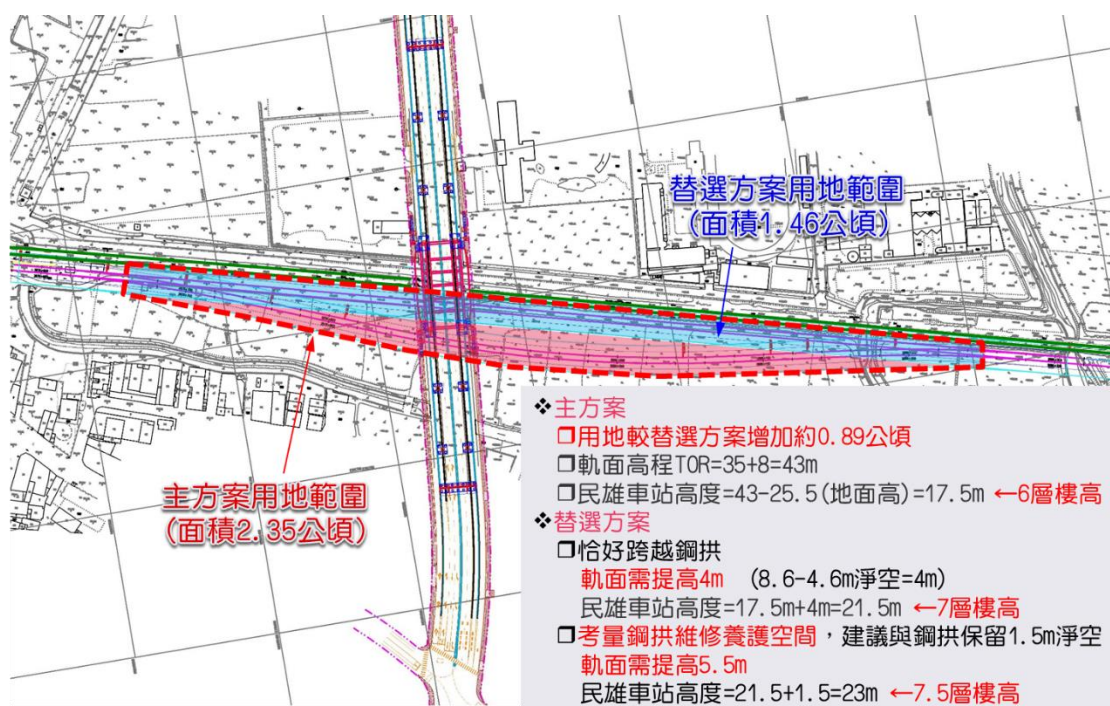 替選方案用地範圍
(面積1.46公頃)
主方案用地範圍
(面積2.35公頃)
❖主方案
❒用地較替選方案增加約0.89公頃
❒軌面高程TOR=35+8=43m
❒民雄車站高度=43-25.5(地面高)=17.5m ←6層樓高
❖替選方案
❒恰好跨越鋼拱
軌面需提高4m (8.6-4.6m淨空=4m)
民雄車站高度=17.5m+4m=21.5m ←7層樓高
❒考量鋼拱維修養護空間，建議與鋼拱保留1.5m淨空
軌面需提高5.5m
民雄車站高度=21.5+1.5=23m ←7.5層樓高